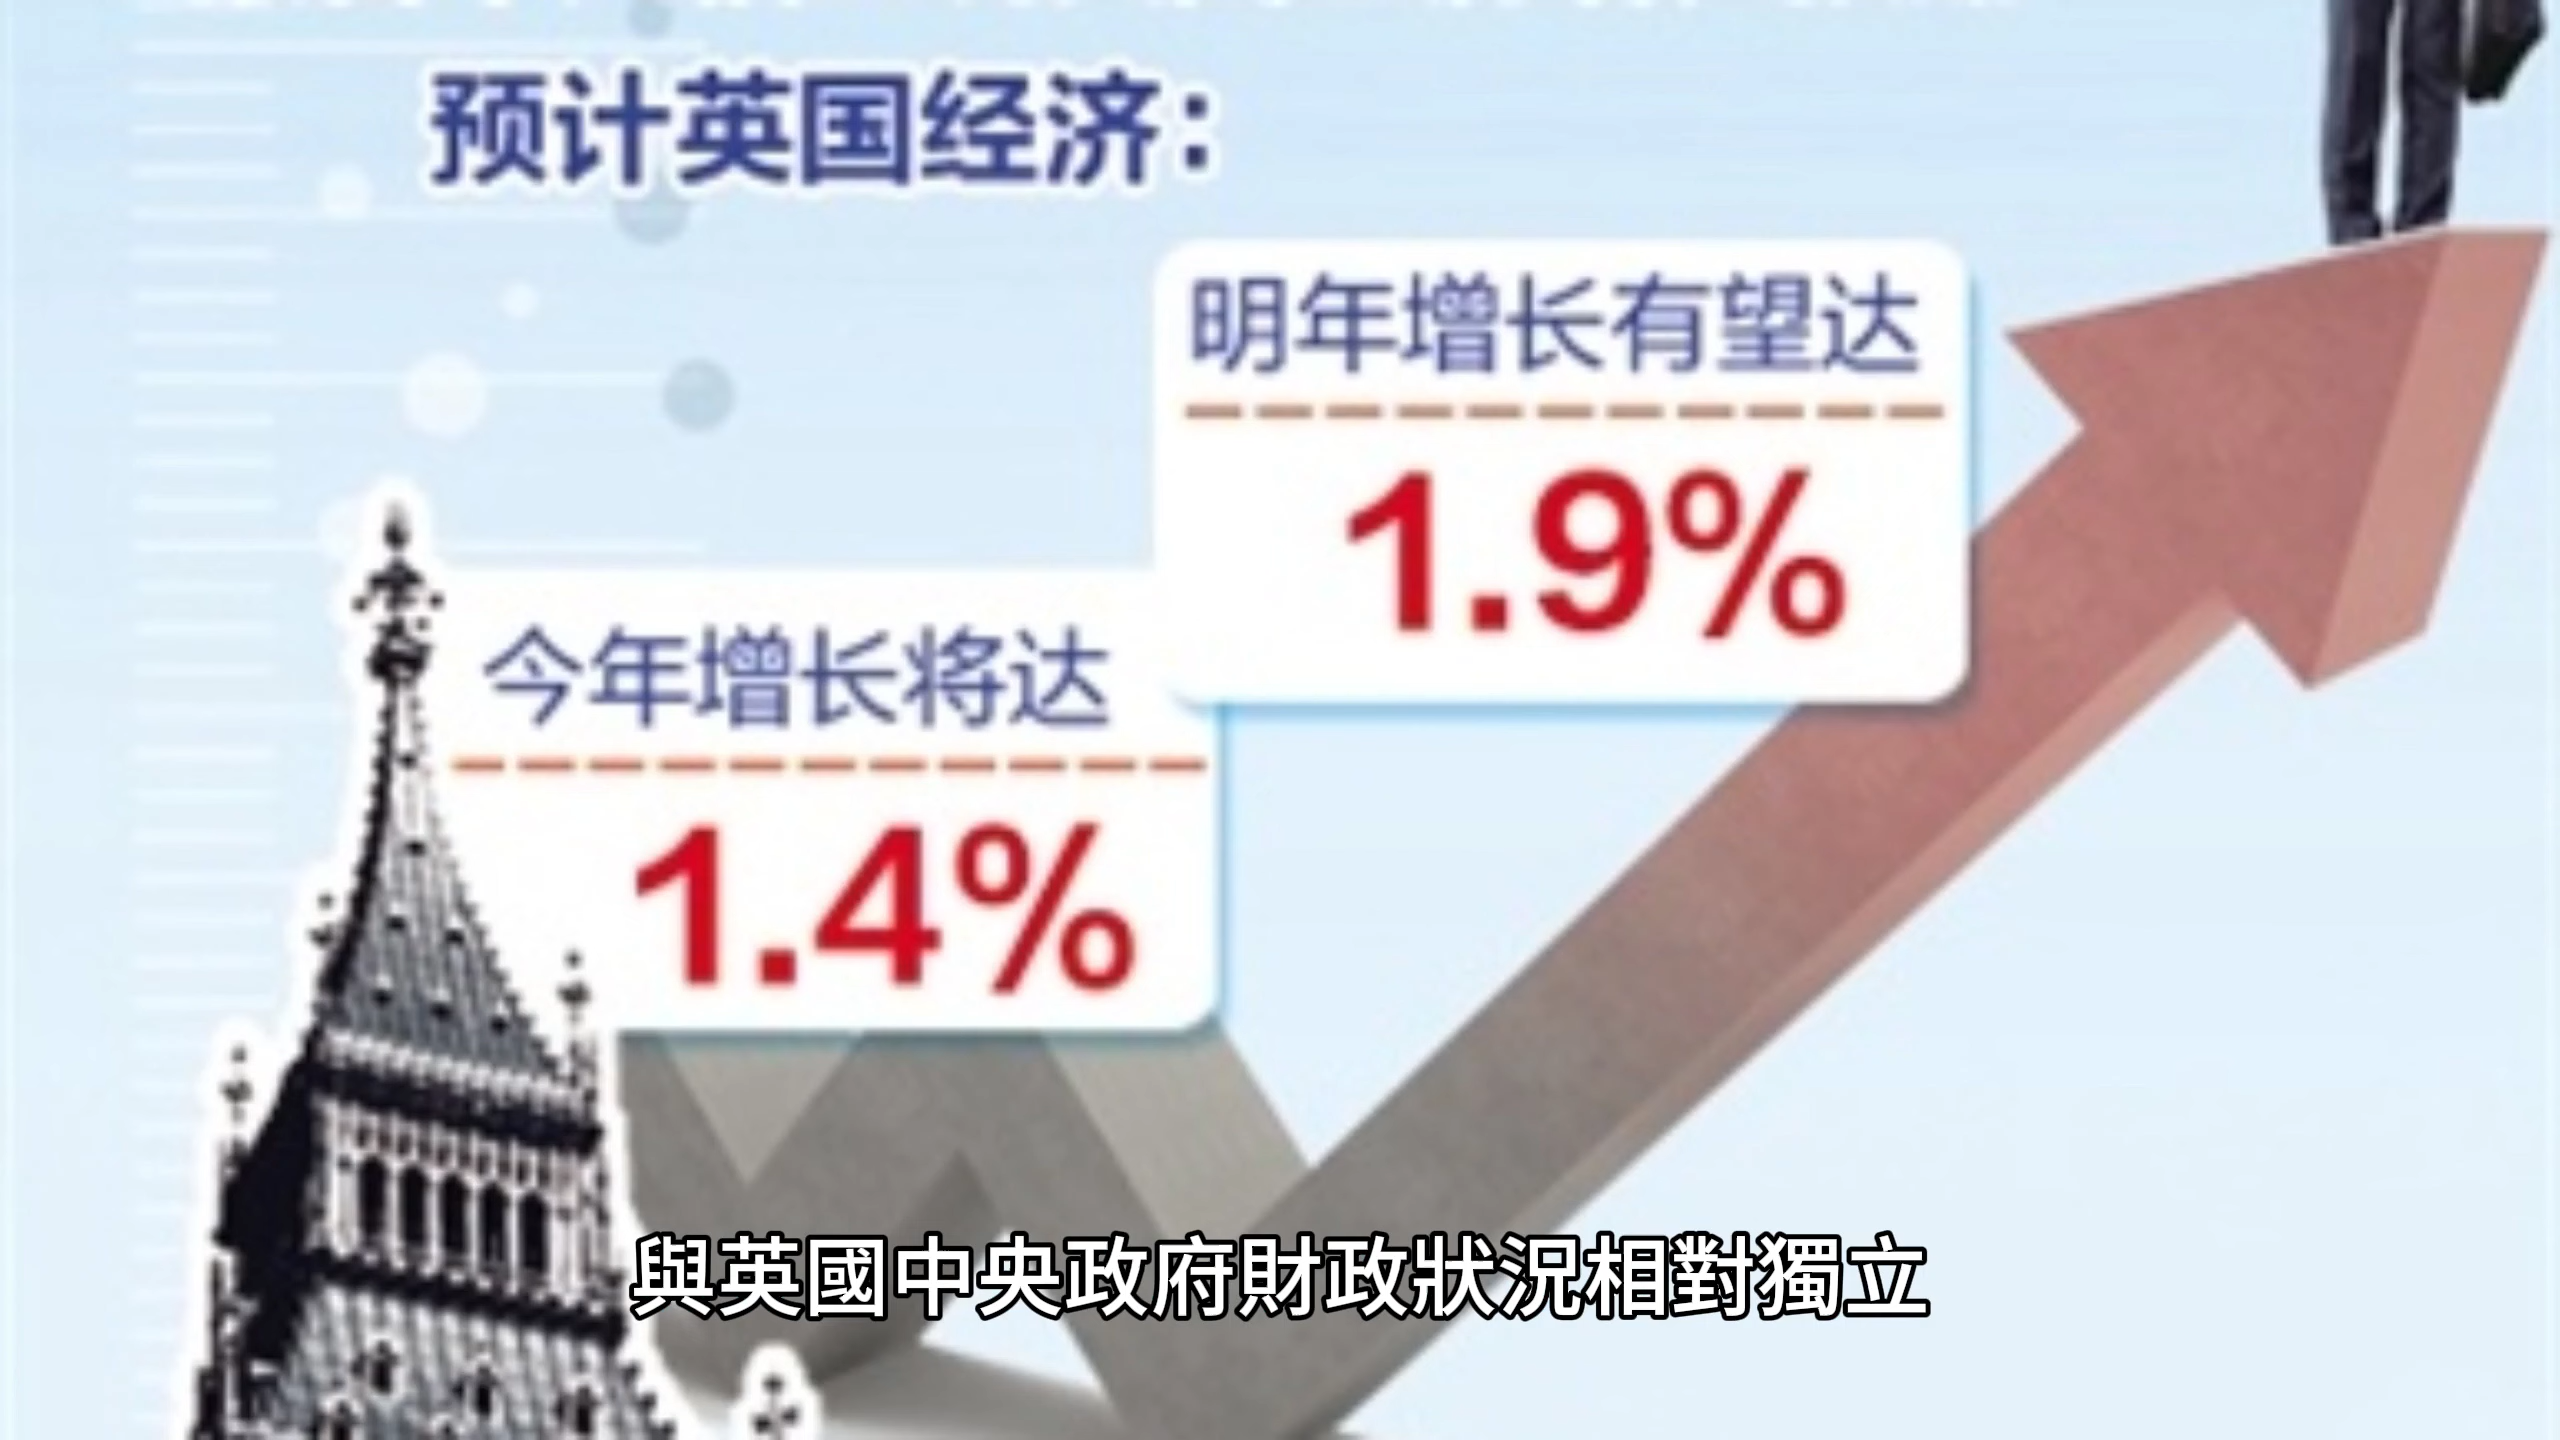 预计英国经济：
明年增长有望达
1.9%
今年增长将达
1.4%
與英國中央政府財政狀況相對獨立